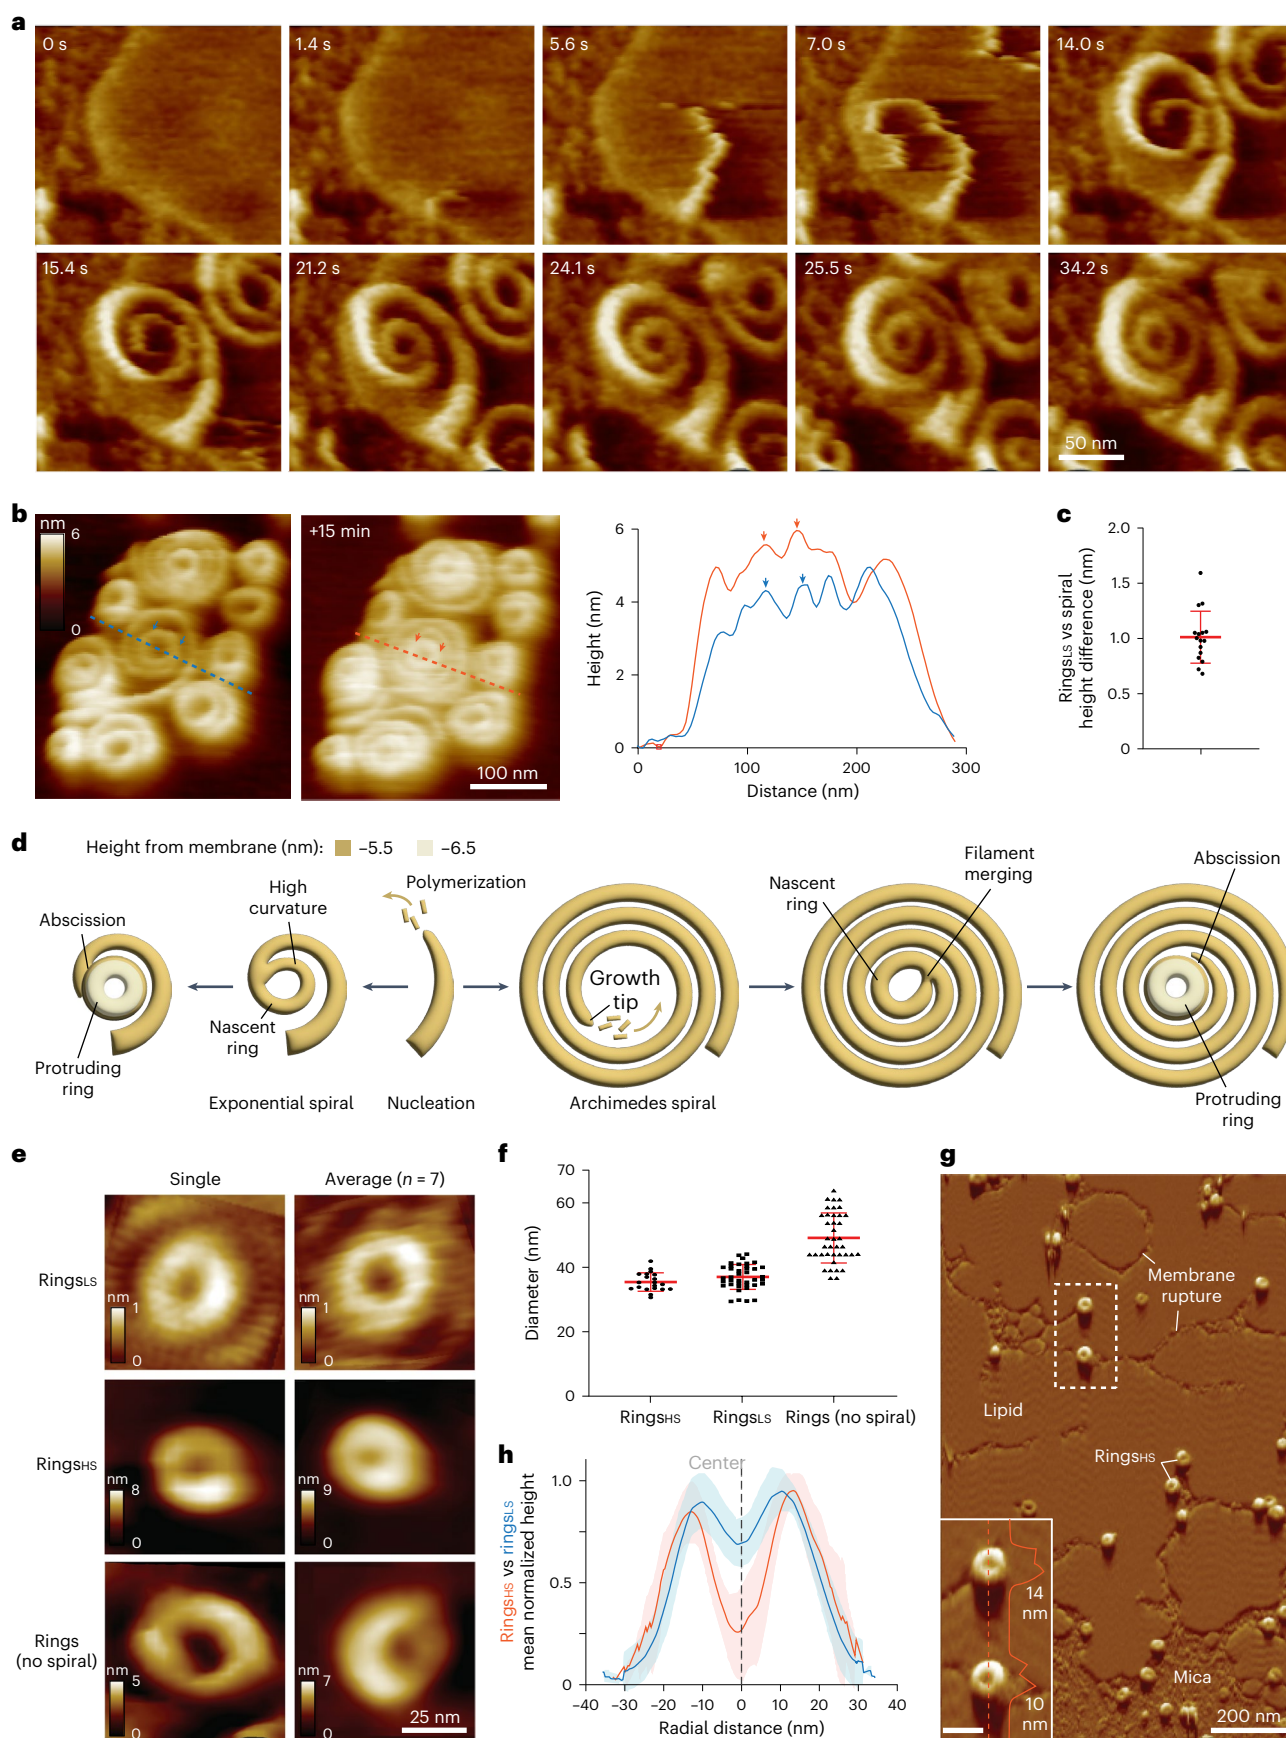 a
0 s
1.4 s
5.6 s
7.0 s
14.0 s
15.4 s
21.2 s
24.1 s
25.5 s
34.2 s
50 nm
b
nm
6
0
+15 min
100 nm
Height (nm)
6
4
2
0
0
100
200
300
Distance (nm)
c
RingsLS vs spiral
height difference (nm)
2.0
1.5
1.0
0.5
0
d
Height from membrane (nm):
–5.5
–6.5
Abscission
Protruding
ring
High
curvature
Nascent
ring
Exponential spiral
Polymerization
Nucleation
Growth
tip
Archimedes spiral
Nascent
ring
Filament
merging
Abscission
Protruding
ring
e
Single
Average (n = 7)
RingsLS
nm
1
0
nm
1
0
RingsHS
nm
8
0
nm
9
0
Rings
(no spiral)
nm
5
0
nm
7
0
25 nm
f
Diameter (nm)
70
60
40
20
0
RingsHS
RingsLS
Rings (no spiral)
g
Membrane
rupture
Lipid
RingsHS
14
nm
10
nm
Mica
200 nm
h
RingsHS vs ringsLS
mean normalized height
Center
1.0
0.5
0
–40
–30
–20
–10
0
10
20
30
40
Radial distance (nm)